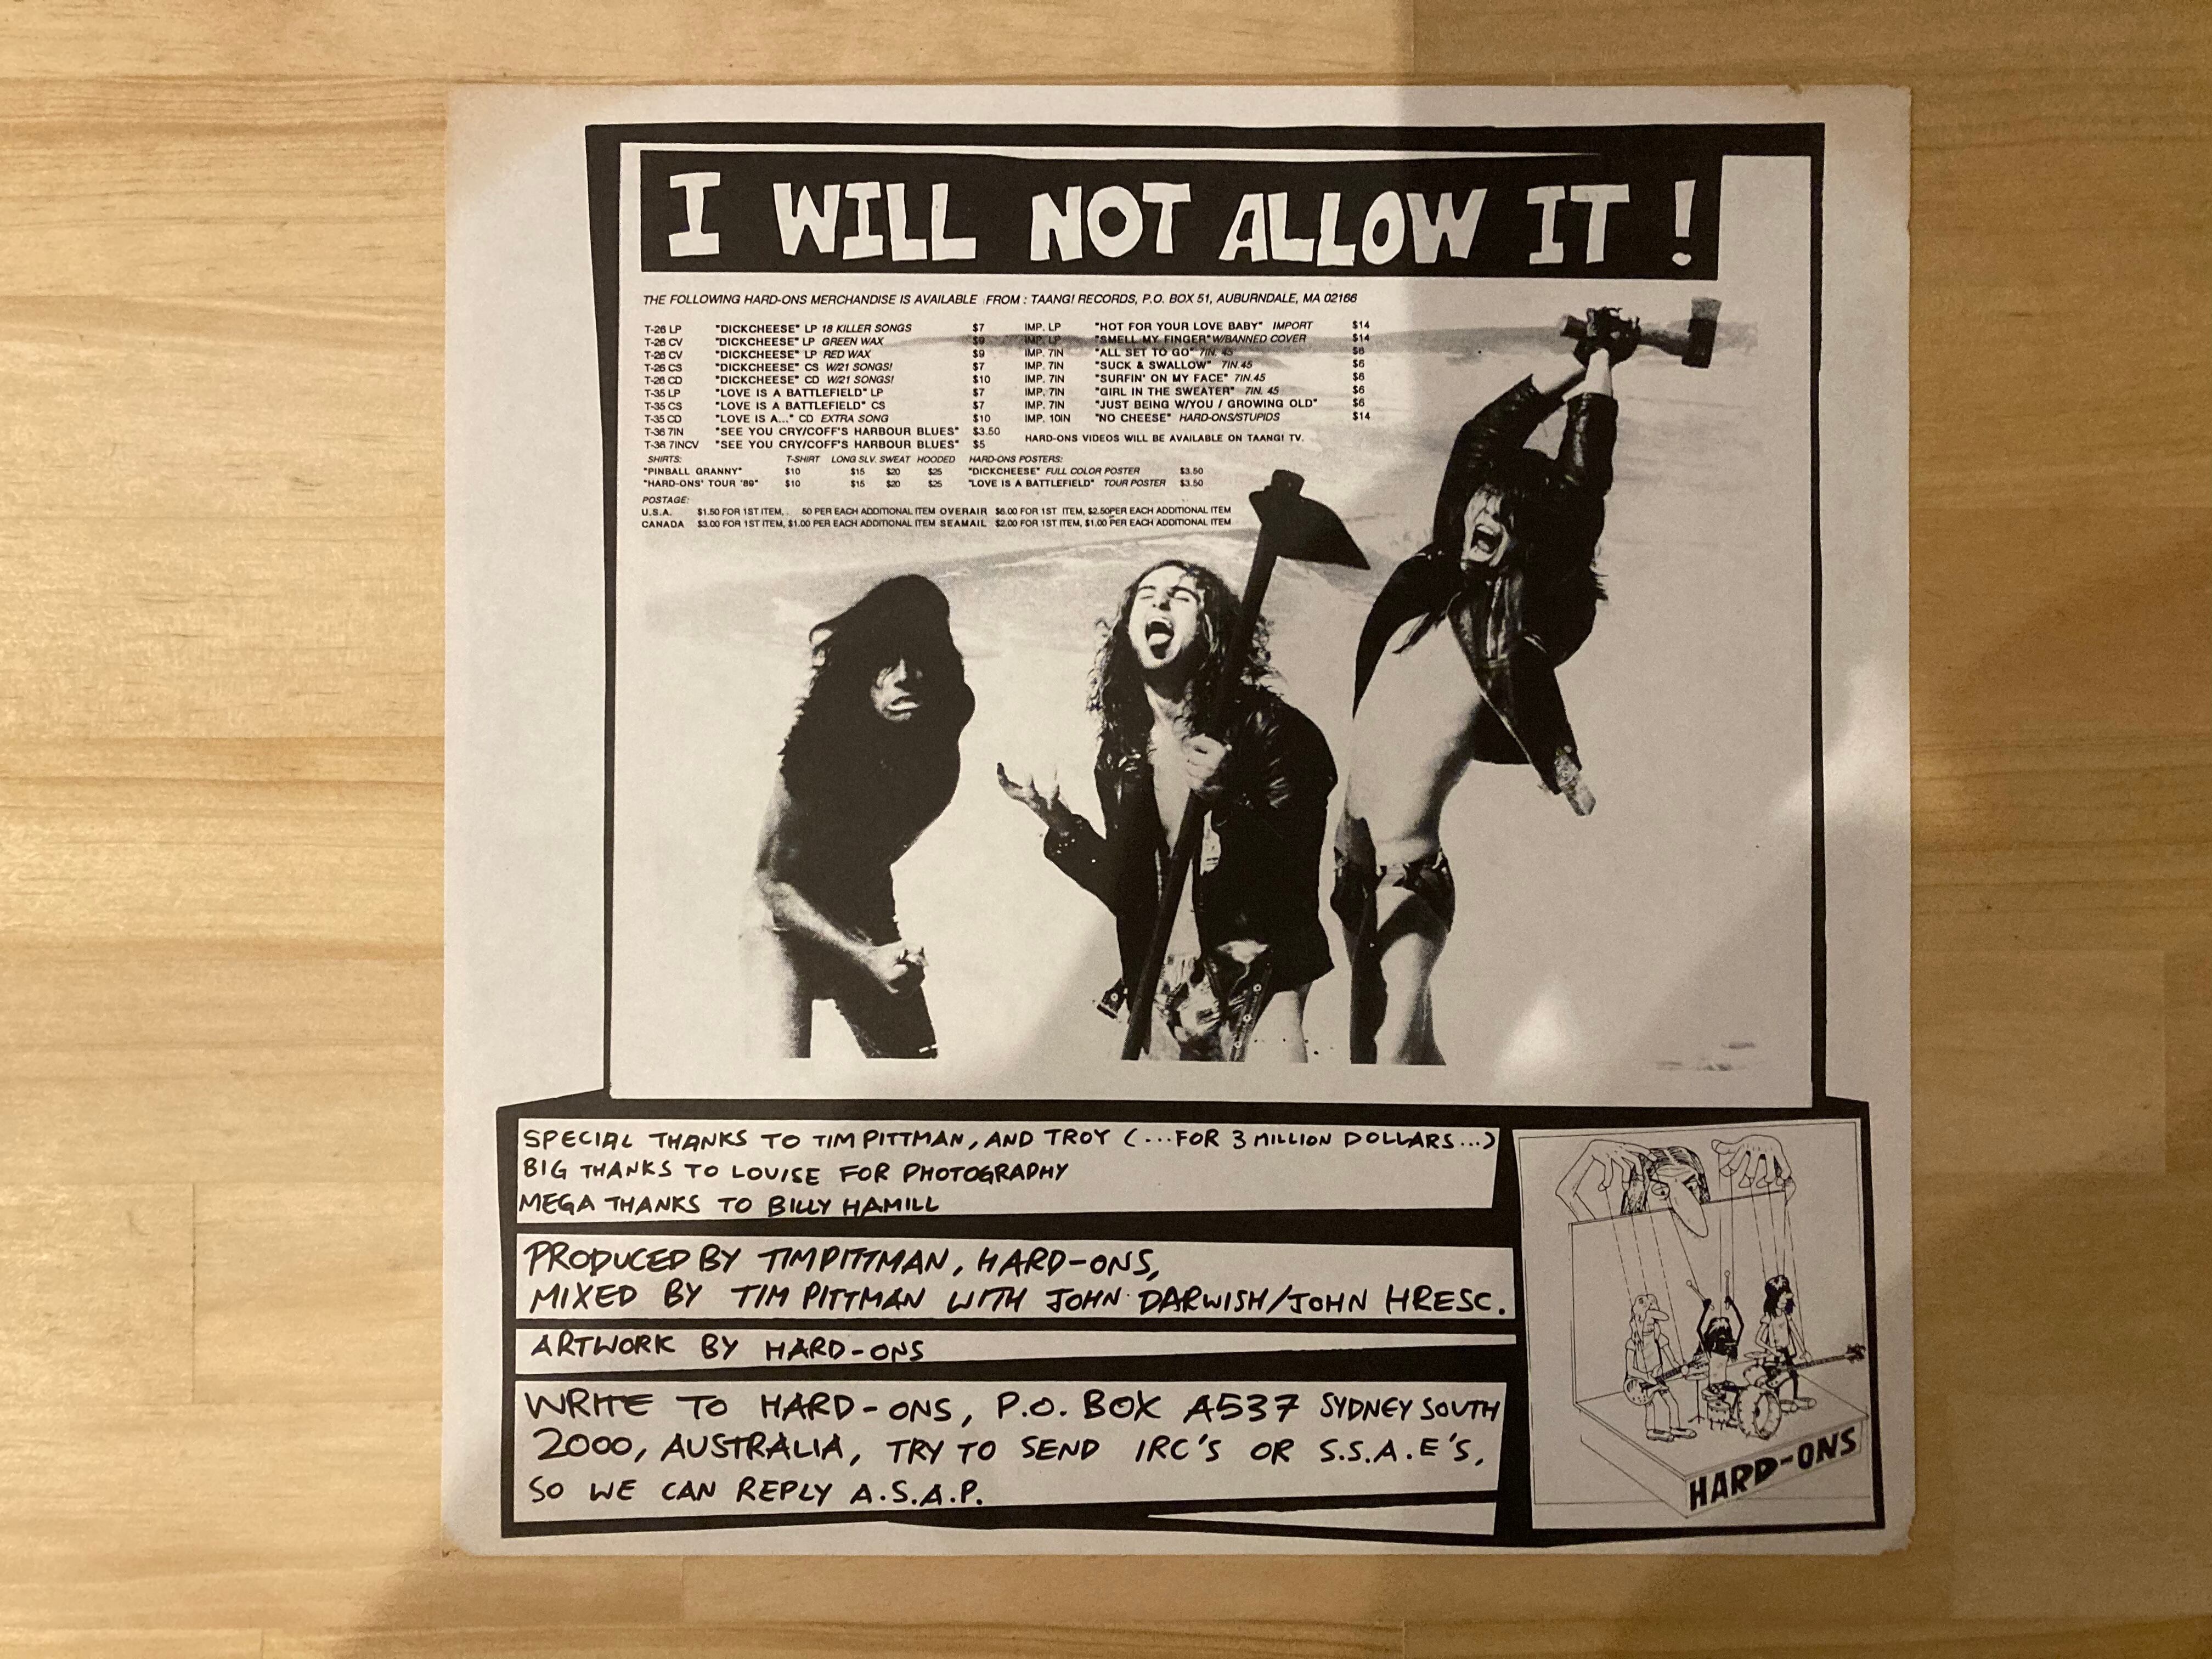 I WILL NOT ALLOW IT !
THE FOLLOWING HARD-ONS MERCHANDISE IS AVAILABLE FROM : TAANG! RECORDS, P.O. BOX 51, AUBURNDALE, MA 02166
T-26 LP "DICKCHEESE" LP 18 KILLER SONGS $7
T-26 CV "DICKCHEESE" LP GREEN WAX $9
T-26 CV "DICKCHEESE" LP RED WAX $9
T-26 CS "DICKCHEESE" CS W/21 SONGS! $7
T-26 CD "DICKCHEESE" CD W/21 SONGS! $10
T-35 LP "LOVE IS A BATTLEFIELD" LP $7
T-35 CS "LOVE IS A BATTLEFIELD" CS $7
T-35 CD "LOVE IS A..." CD EXTRA SONG $10
T-36 7IN "SEE YOU CRY/COFF'S HARBOUR BLUES" $3.50
T-36 7INCV "SEE YOU CRY/COFF'S HARBOUR BLUES" $5
IMP. LP "HOT FOR YOUR LOVE BABY" IMPORT $14
IMP. LP "SMELL MY FINGER" W/BANNED COVER $14
IMP. 7IN "ALL SET TO GO" 7IN. 45 $6
IMP. 7IN "SUCK & SWALLOW" 7IN.45 $6
IMP. 7IN "SURFIN' ON MY FACE" 7IN.45 $6
IMP. 7IN "GIRL IN THE SWEATER" 7IN. 45 $6
IMP. 7IN "JUST BEING W/YOU / GROWING OLD" $6
IMP. 10IN "NO CHEESE" HARD-ONS/STUPIDS $14
HARD-ONS VIDEOS WILL BE AVAILABLE ON TAANG! TV.
SHIRTS: T-SHIRT LONG SLV. SWEAT HOODED
"PINBALL GRANNY" $10 $15 $20 $25
"HARD-ONS' TOUR '89" $10 $15 $20 $25
HARD-ONS POSTERS:
"DICKCHEESE" FULL COLOR POSTER $3.50
"LOVE IS A BATTLEFIELD" TOUR POSTER $3.50
POSTAGE:
U.S.A. $1.50 FOR 1ST ITEM, . 50 PER EACH ADDITIONAL ITEM OVERAIR $6.00 FOR 1ST ITEM, $2.50PER EACH ADDITIONAL ITEM
CANADA $3.00 FOR 1ST ITEM, $1.00 PER EACH ADDITIONAL ITEM SEAMAIL $2.00 FOR 1ST ITEM, $1.00 PER EACH ADDITIONAL ITEM
SPECIAL THANKS TO TIM PITTMAN, AND TROY (...FOR 3 MILLION DOLLARS...)
BIG THANKS TO LOUISE FOR PHOTOGRAPHY
MEGA THANKS TO BILLY HAMILL
PRODUCED BY TIM PITTMAN, HARD-ONS,
MIXED BY TIM PITTMAN WITH JOHN DARWISH/JOHN HRESC.
ARTWORK BY HARD-ONS
WRITE TO HARD-ONS, P.O. BOX A537 SYDNEY SOUTH
2000, AUSTRALIA, TRY TO SEND IRC'S OR S.S.A.E'S,
SO WE CAN REPLY A.S.A.P.
HARD-ONS